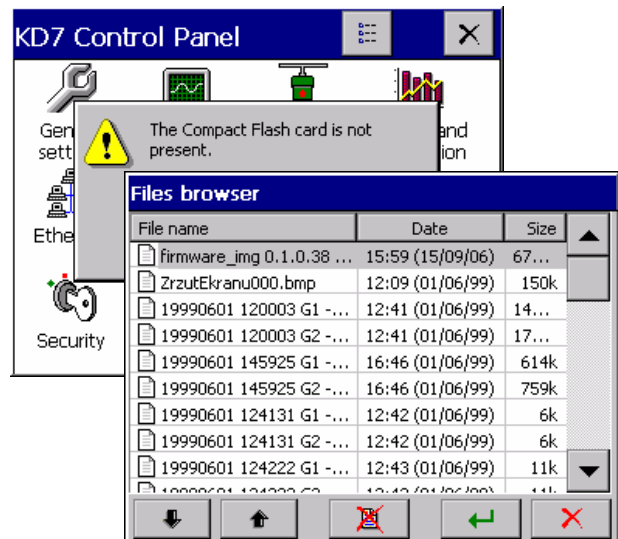 KD7 Control Panel
Gen
sett
and
ion
The Compact Flash card is not
present.
Ethe
Security
Files browser
File name Date Size
firmware_img 0.1.0.38 ... 15:59 (15/09/06) 67...
ZrzutEkranu000.bmp 12:09 (01/06/99) 150k
19990601 120003 G1 -... 12:41 (01/06/99) 14...
19990601 120003 G2 -... 12:41 (01/06/99) 17...
19990601 145925 G1 -... 16:46 (01/06/99) 614k
19990601 145925 G2 -... 16:46 (01/06/99) 759k
19990601 124131 G1 -... 12:42 (01/06/99) 6k
19990601 124131 G2 -... 12:42 (01/06/99) 6k
19990601 124222 G1 -... 12:43 (01/06/99) 11k